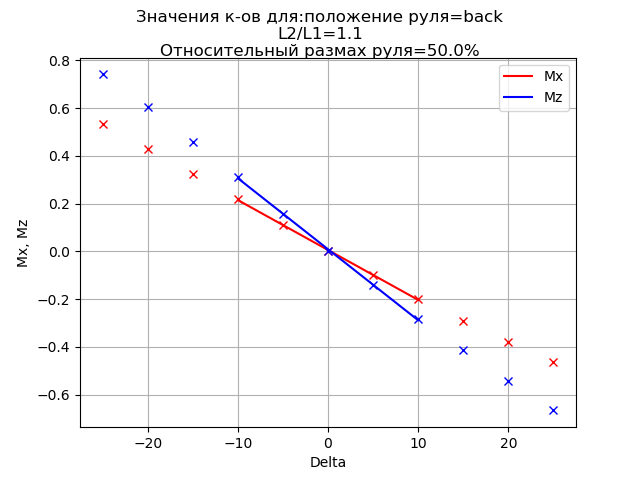 Значения к-ов для:положение руля=back
L2/L1=1.1
Относительный размах руля=50.0%
0.8
0.6
0.4
0.2
0.0
−0.2
−0.4
−0.6
Mx, Mz
Mx
Mz
−20
−10
0
10
20
Delta